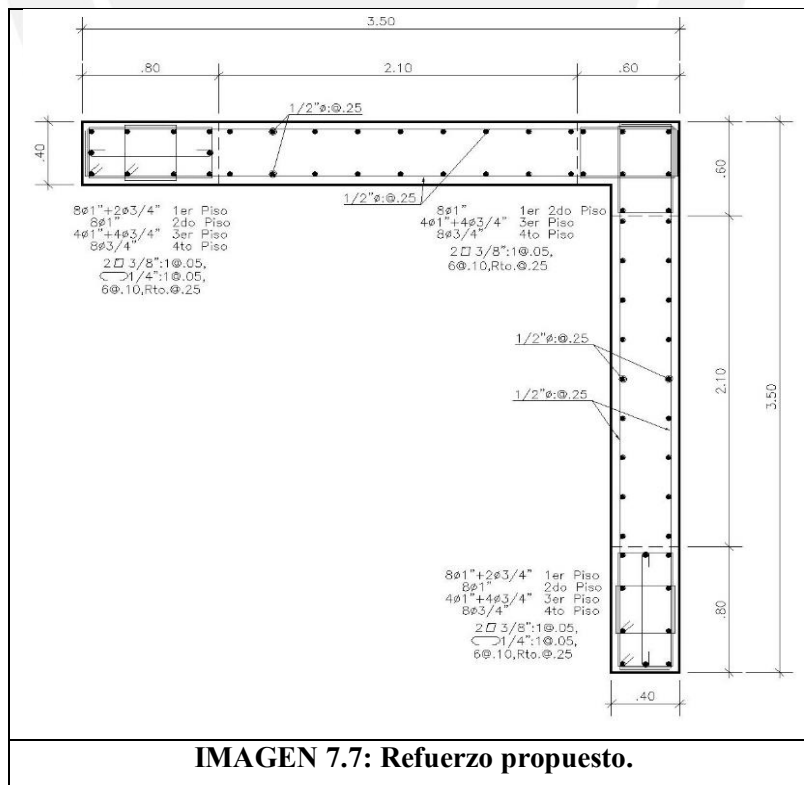 3.50
.80
2.10
.60
1/2"ø:@.25
.40
1/2"ø:@.25
.60
8ø1"+2ø3/4" 1er Piso
8ø1" 2do Piso
4ø1"+4ø3/4" 3er Piso
8ø3/4" 4to Piso
2 3/8":1@.05,
1/4":1@.05,
6@.10,Rto.@.25
8ø1" 1er 2do Piso
4ø1"+4ø3/4" 3er Piso
8ø3/4" 4to Piso
2 3/8":1@.05,
6@.10,Rto.@.25
1/2"ø:@.25
1/2"ø:@.25
2.10
3.50
8ø1"+2ø3/4" 1er Piso
8ø1" 2do Piso
4ø1"+4ø3/4" 3er Piso
8ø3/4" 4to Piso
2 3/8":1@.05,
1/4":1@.05,
6@.10,Rto.@.25
.80
.40
IMAGEN 7.7: Refuerzo propuesto.